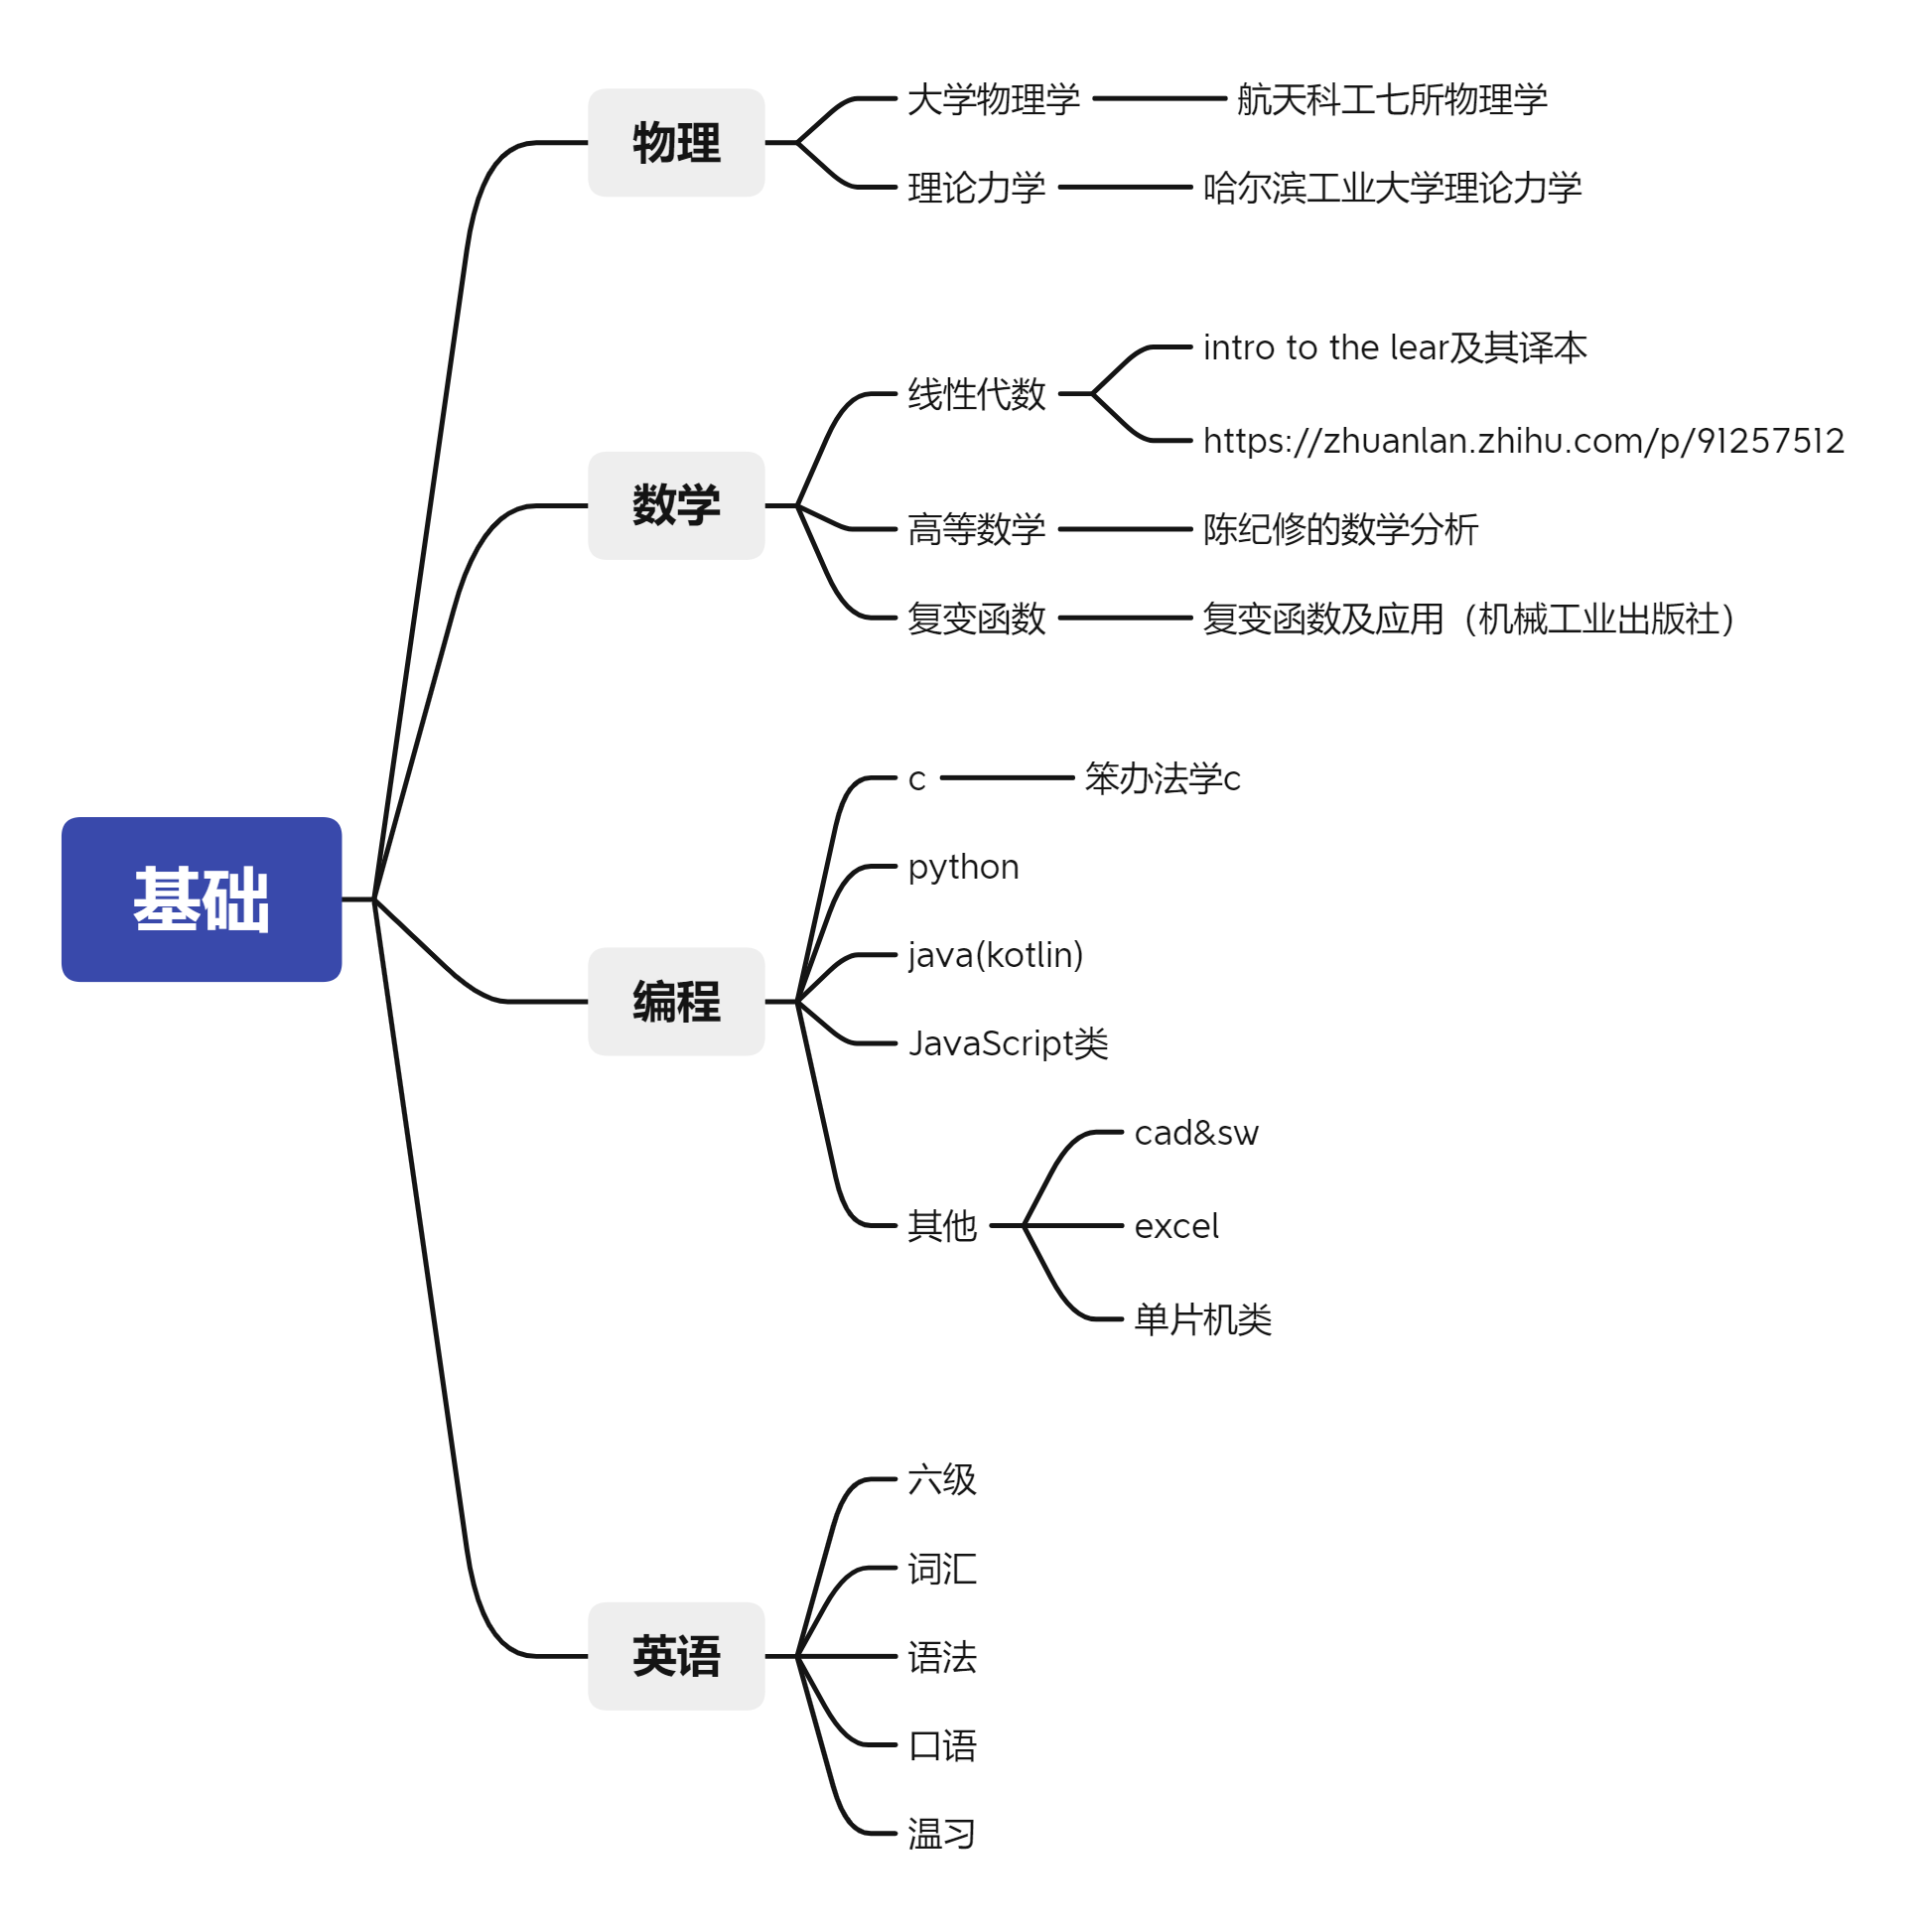 基础
物理
大学物理学
航天科工七所物理学
理论力学
哈尔滨工业大学理论力学
数学
线性代数
intro to the lear及其译本
https://zhuanlan.zhihu.com/p/91257512
高等数学
陈纪修的数学分析
复变函数
复变函数及应用（机械工业出版社）
编程
c
笨办法学c
python
java(kotlin)
JavaScript类
其他
cad&sw
excel
单片机类
英语
六级
词汇
语法
口语
温习